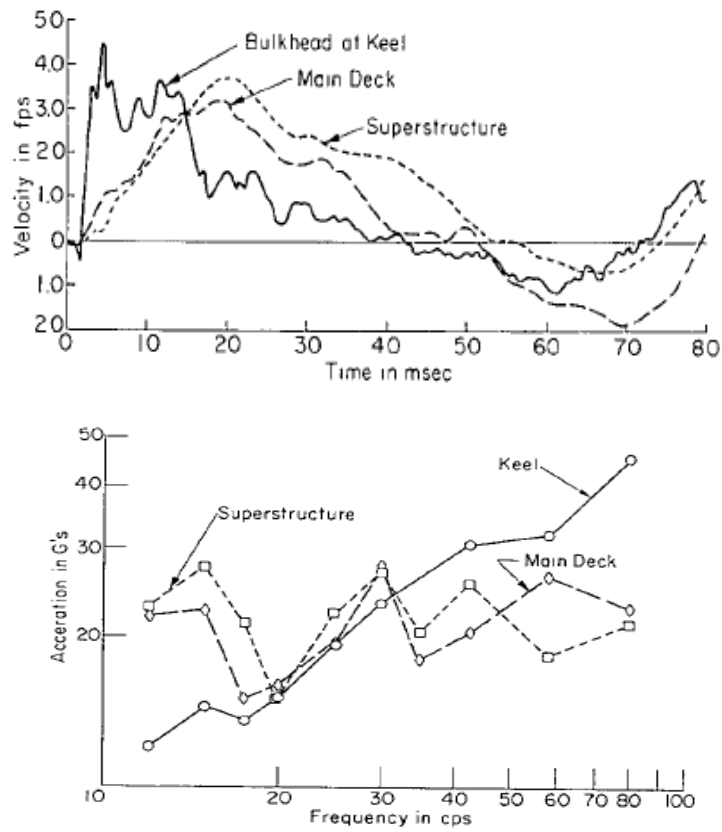 5.0
4.0
3.0
2.0
1.0
0
1.0
2.0
Velocity in fps
Bulkhead at Keel
Main Deck
Superstructure
0 10 20 30 40 50 60 70 80
Time in msec
50
40
30
20
10
Acceration in G's
Keel
Superstructure
Main Deck
20 30 40 50 60 70 80 100
Frequency in cps